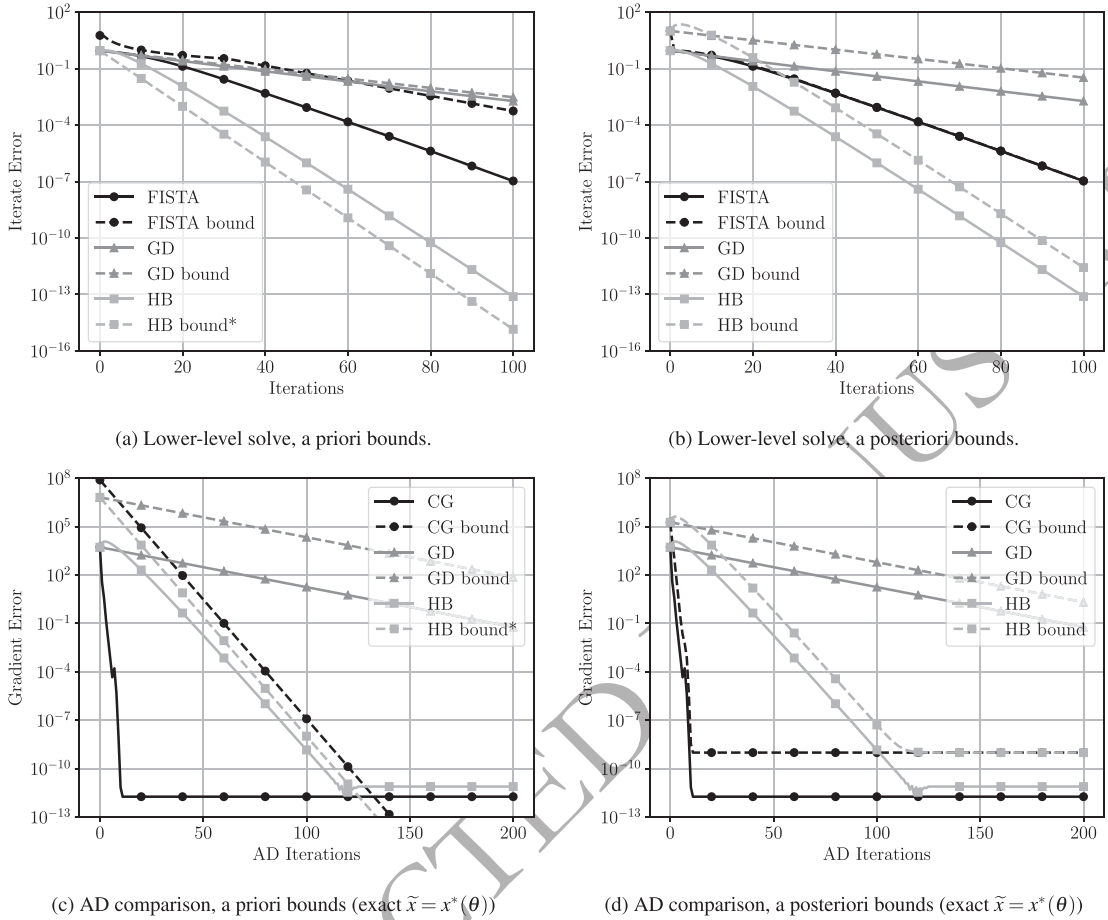 10^2
10^-1
10^-4
10^-7
10^-10
10^-13
10^-16
Iterate Error
FISTA
FISTA bound
GD
GD bound
HB
HB bound*
0 20 40 60 80 100
Iterations
(a) Lower-level solve, a priori bounds.
10^2
10^-1
10^-4
10^-7
10^-10
10^-13
10^-16
Iterate Error
FISTA
FISTA bound
GD
GD bound
HB
HB bound
0 20 40 60 80 100
Iterations
(b) Lower-level solve, a posteriori bounds.
10^8
10^5
10^2
10^-1
10^-4
10^-7
10^-10
10^-13
Gradient Error
CG
CG bound
GD
GD bound
HB
HB bound*
0 50 100 150 200
AD Iterations
(c) AD comparison, a priori bounds (exact x̃ = x*(θ))
10^8
10^5
10^2
10^-1
10^-4
10^-7
10^-10
10^-13
Gradient Error
CG
CG bound
GD
GD bound
HB
HB bound
0 50 100 150 200
AD Iterations
(d) AD comparison, a posteriori bounds (exact x̃ = x*(θ))